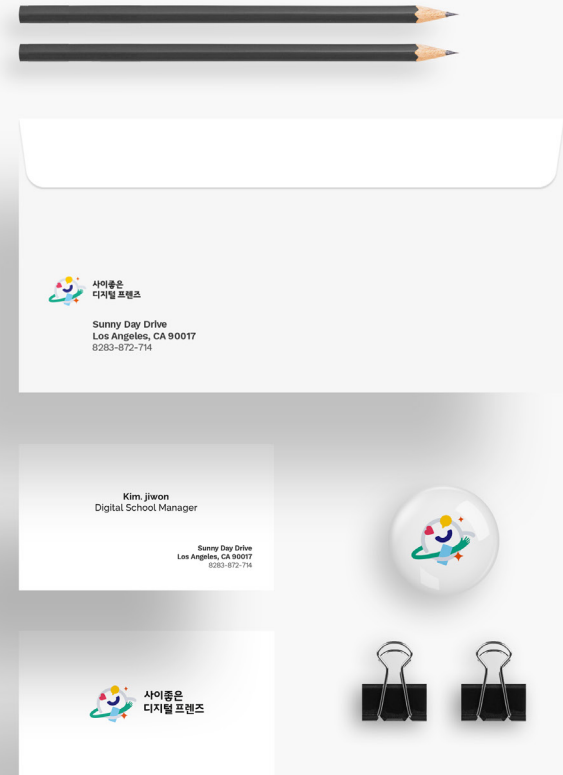 사이좋은
디지털 프렌즈
Sunny Day Drive
Los Angeles, CA 90017
8283-872-714
Kim. jiwon
Digital School Manager
Sunny Day Drive
Los Angeles, CA 90017
8283-872-714
사이좋은
디지털 프렌즈